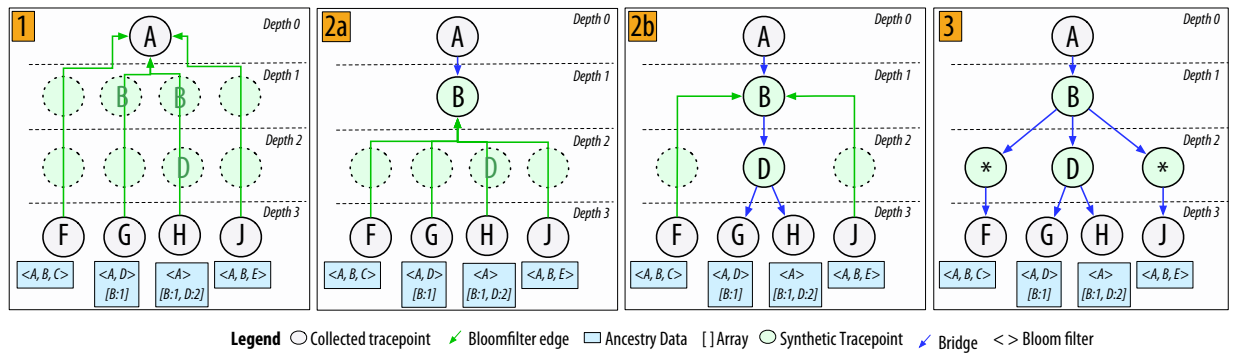 1
Depth 0
A
Depth 1
B B
Depth 2
D
Depth 3
F G H J
<A, B, C> <A, D> <A> <A, B, E>
[B:1] [B:1, D:2]
2a
Depth 0
A
Depth 1
B
Depth 2
D
Depth 3
F G H J
<A, B, C> <A, D> <A> <A, B, E>
[B:1] [B:1, D:2]
2b
Depth 0
A
Depth 1
B
Depth 2
D
Depth 3
F G H J
<A, B, C> <A, D> <A> <A, B, E>
[B:1] [B:1, D:2]
3
Depth 0
A
Depth 1
B
Depth 2
* D *
Depth 3
F G H J
<A, B, C> <A, D> <A> <A, B, E>
[B:1] [B:1, D:2]
Legend Collected tracepoint Bloomfilter edge Ancestry Data [ ] Array Synthetic Tracepoint Bridge < > Bloom filter